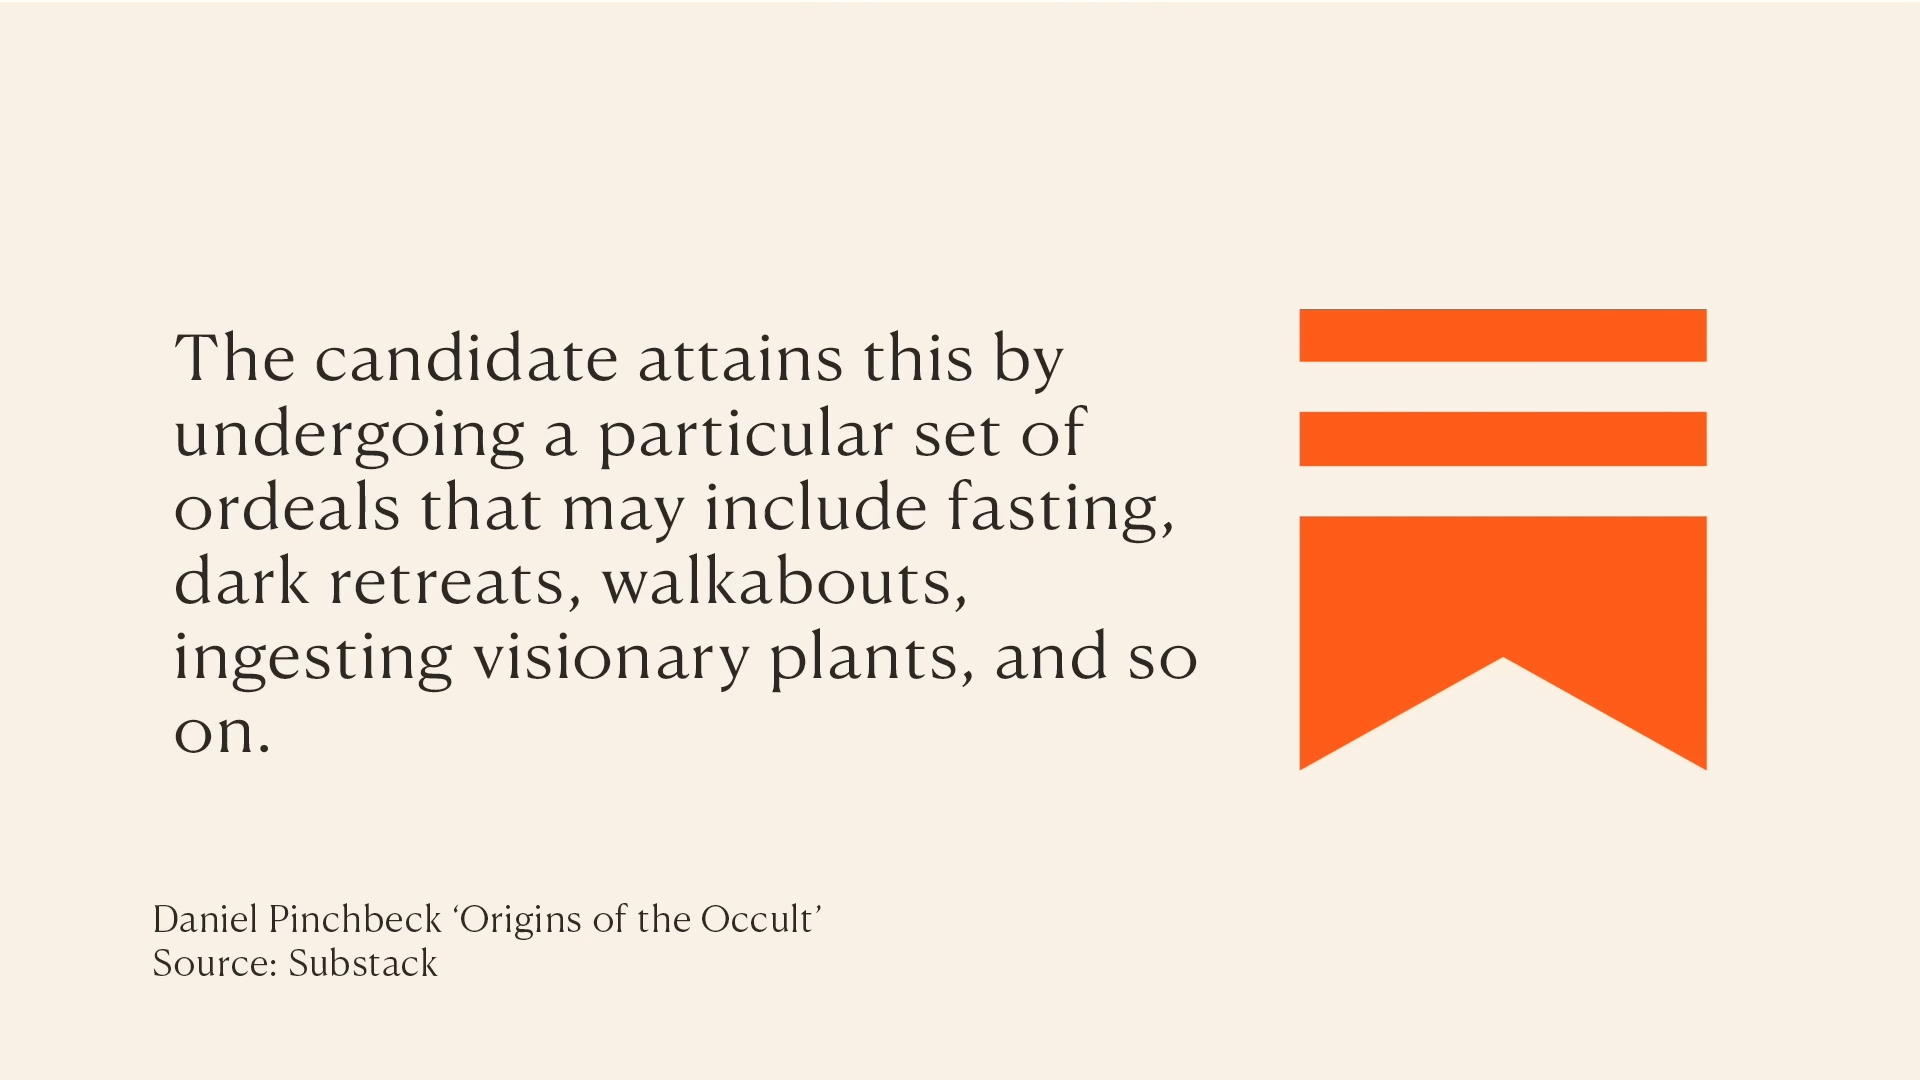 The candidate attains this by
undergoing a particular set of
ordeals that may include fasting,
dark retreats, walkabouts,
ingesting visionary plants, and so
on.
Daniel Pinchbeck ‘Origins of the Occult’
Source: Substack